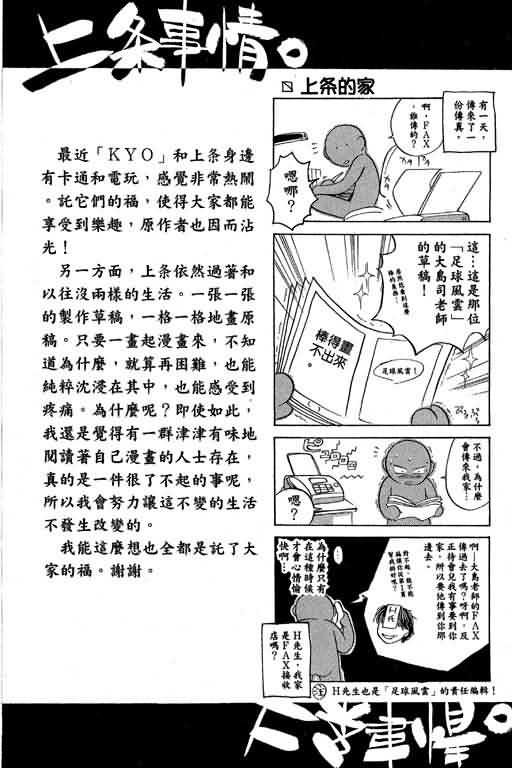 上条事情。
上条的家
有一天，
傳來了一
份傳真。
啊，FAX
，誰傳的？
嗯哪？
這…這是那位
「足球風雲」
的大島司老師
的草稿！
棒得畫
不出來
。
足球風雲！
不過，為什麼
會傳來我家…
嗯？
啊，大島老師的FAX
傳過去了嗎？呀啊。反
正待會兒我有事要到你
家，所以要他傳到你那
邊去。
為什麼只有
在這種時候
才會心情愉
快啊…
H先生，我家
是FAX接收
店嗎？
註 H先生也是「足球風雲」的責任編輯！
最近「KYO」和上条身邊
有卡通和電玩，感覺非常熱鬧
。託它們的福，使得大家都能
享受到樂趣，原作者也因而沾
光！
另一方面，上条依然過著和
以往沒兩樣的生活。一張一張
的製作草稿，一格一格地畫原
稿。只要一畫起漫畫來，不知
道為什麼，就算再困難，也能
純粹沈浸在其中，也能感受到
疼痛。為什麼呢？即使如此，
我還是覺得有一群津津有味地
閱讀著自己漫畫的人士存在，
真的是一件很了不起的事呢，
所以我會努力讓這不變的生活
不發生改變的。
我能這麼想也全都是託了大
家的福。謝謝。
上条事情。